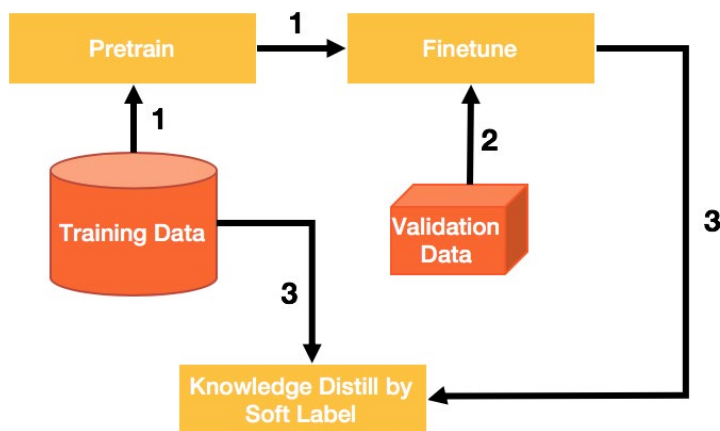 1
Pretrain
Finetune
3
1
2
Training Data
Validation
Data
3
Knowledge Distill by
Soft Label